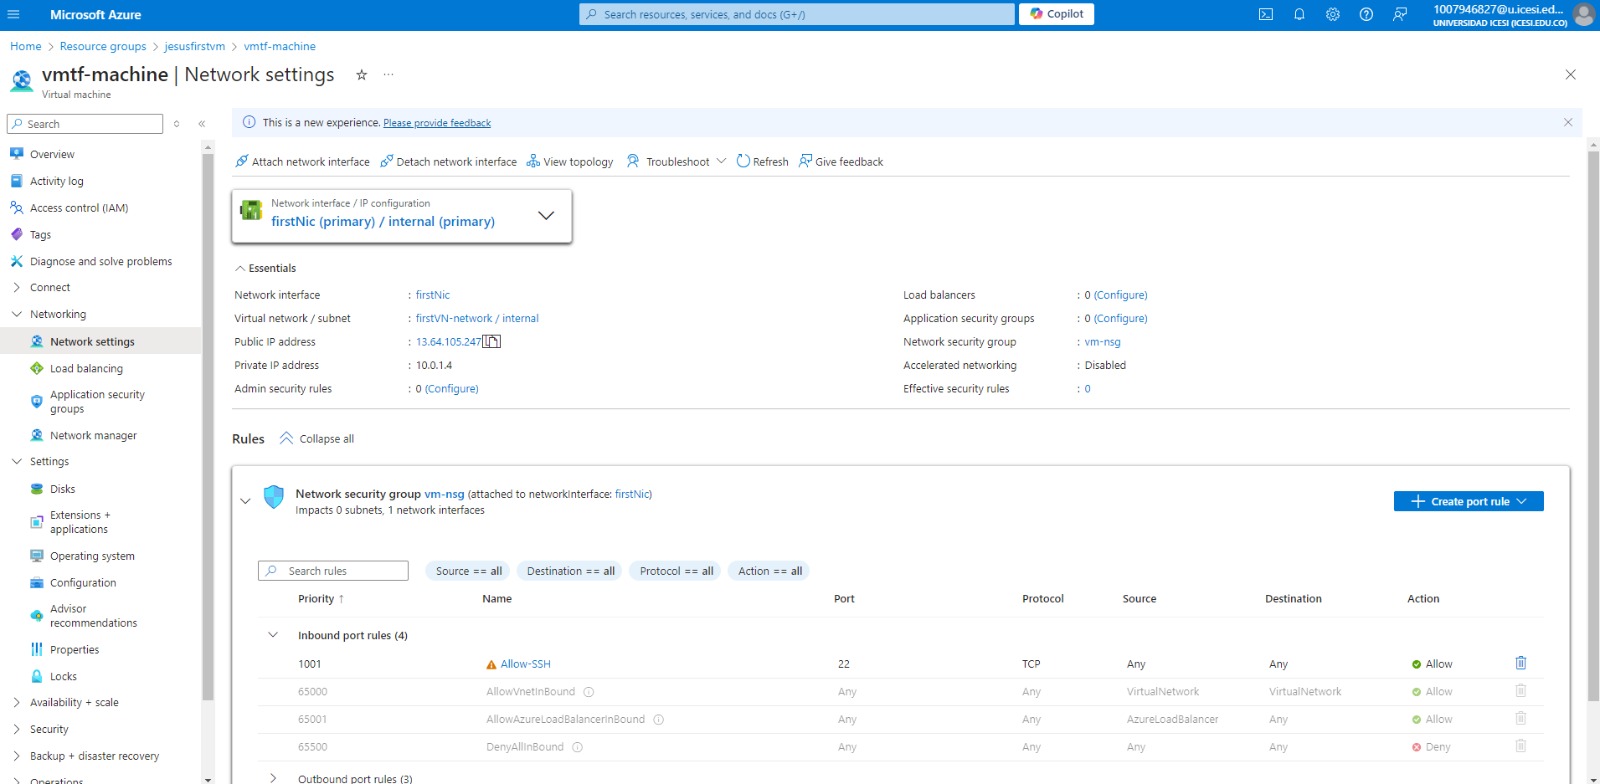 Microsoft Azure
Search resources, services, and docs (G+/)
Copilot
1007946827@u.icesi.ed...
UNIVERSIDAD ICESI (ICESI.EDU.CO)
Home > Resource groups > jesusfirstvm > vmtf-machine
vmtf-machine | Network settings
Virtual machine
Search
This is a new experience. Please provide feedback
Overview
Activity log
Access control (IAM)
Tags
Diagnose and solve problems
Connect
Networking
Network settings
Load balancing
Application security
groups
Network manager
Settings
Disks
Extensions +
applications
Operating system
Configuration
Advisor
recommendations
Properties
Locks
Availability + scale
Security
Backup + disaster recovery
Operations
Attach network interface Detach network interface View topology Troubleshoot Refresh Give feedback
Network interface / IP configuration
firstNic (primary) / internal (primary)
Essentials
Network interface : firstNic
Virtual network / subnet : firstVN-network / internal
Public IP address : 13.64.105.247
Private IP address : 10.0.1.4
Admin security rules : 0 (Configure)
Load balancers : 0 (Configure)
Application security groups : 0 (Configure)
Network security group : vm-nsg
Accelerated networking : Disabled
Effective security rules : 0
Rules Collapse all
Network security group vm-nsg (attached to networkInterface: firstNic)
Impacts 0 subnets, 1 network interfaces
Create port rule
Search rules Source == all Destination == all Protocol == all Action == all
Priority ↑ Name Port Protocol Source Destination Action
Inbound port rules (4)
1001 Allow-SSH 22 TCP Any Any Allow
65000 AllowVnetInBound Any Any VirtualNetwork VirtualNetwork Allow
65001 AllowAzureLoadBalancerInBound Any Any AzureLoadBalancer Any Allow
65500 DenyAllInBound Any Any Any Any Deny
Outbound port rules (3)